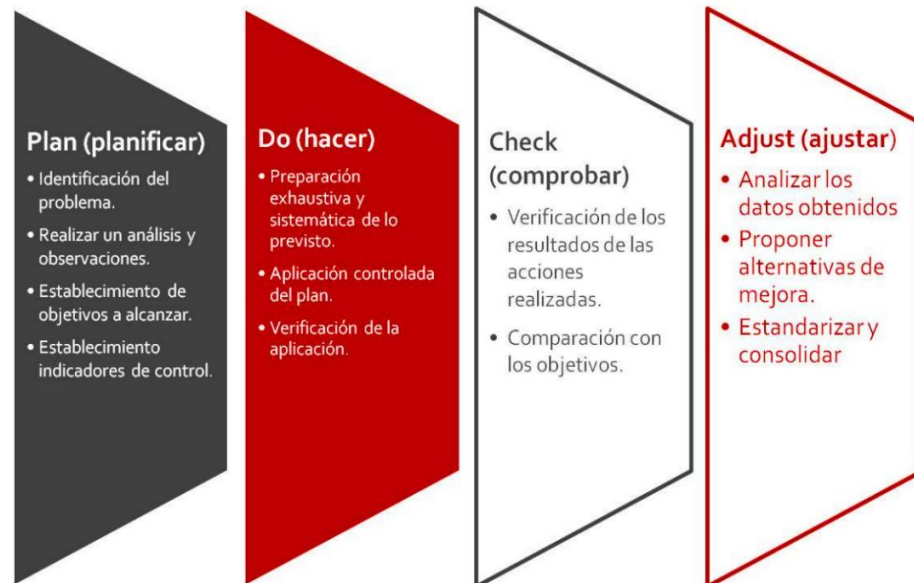 Plan (planificar)
• Identificación del
problema.
• Realizar un análisis y
observaciones.
• Establecimiento de
objetivos a alcanzar.
• Establecimiento
indicadores de control.
Do (hacer)
• Preparación
exhaustiva y
sistemática de lo
previsto.
• Aplicación controlada
del plan.
• Verificación de la
aplicación.
Check
(comprobar)
• Verificación de los
resultados de las
acciones
realizadas.
• Comparación con
los objetivos.
Adjust (ajustar)
• Analizar los
datos obtenidos
• Proponer
alternativas de
mejora.
• Estandarizar y
consolidar